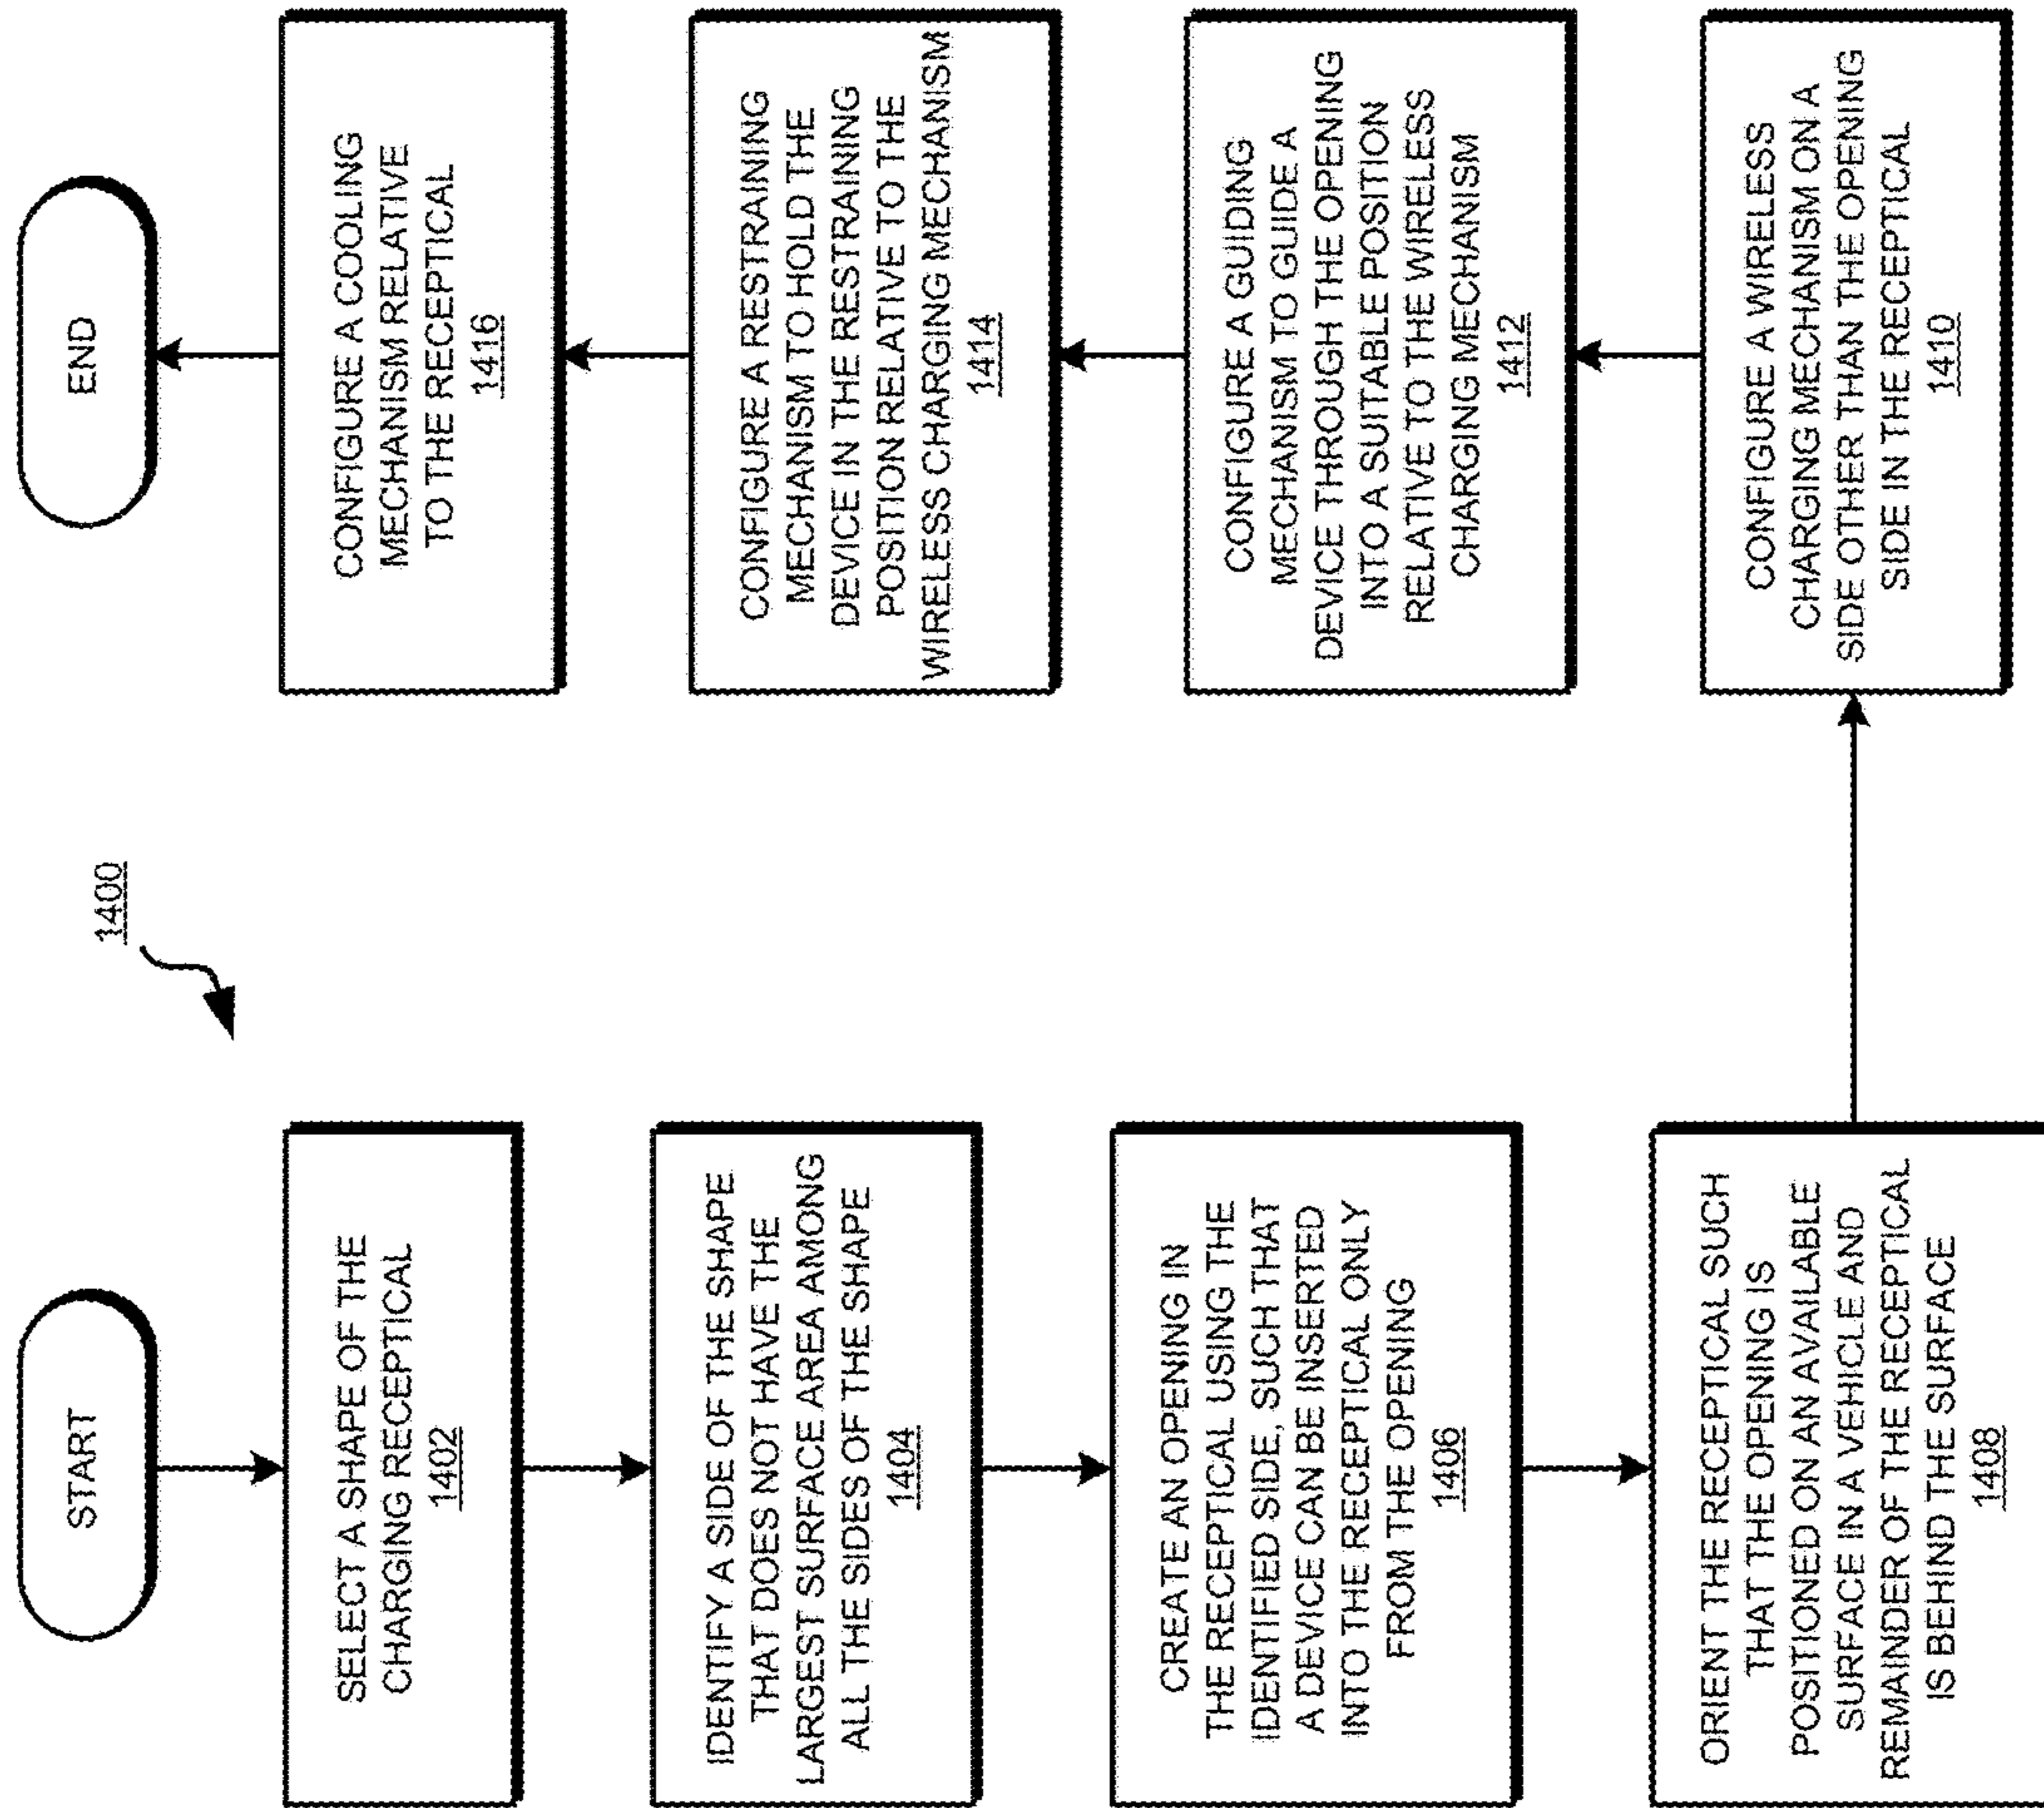 1400
START
SELECT A SHAPE OF THE
CHARGING RECEPTICAL
1402
IDENTIFY A SIDE OF THE SHAPE
THAT DOES NOT HAVE THE
LARGEST SURFACE AREA AMONG
ALL THE SIDES OF THE SHAPE
1404
CREATE AN OPENING IN
THE RECEPTICAL USING THE
IDENTIFIED SIDE, SUCH THAT
A DEVICE CAN BE INSERTED
INTO THE RECEPTICAL ONLY
FROM THE OPENING
1406
ORIENT THE RECEPTICAL SUCH
THAT THE OPENING IS
POSITIONED ON AN AVAILABLE
SURFACE IN A VEHICLE AND
REMAINDER OF THE RECEPTICAL
IS BEHIND THE SURFACE
1408
CONFIGURE A WIRELESS
CHARGING MECHANISM ON A
SIDE OTHER THAN THE OPENING
SIDE IN THE RECEPTICAL
1410
CONFIGURE A GUIDING
MECHANISM TO GUIDE A
DEVICE THROUGH THE OPENING
INTO A SUITABLE POSITION
RELATIVE TO THE WIRELESS
CHARGING MECHANISM
1412
CONFIGURE A RESTRAINING
MECHANISM TO HOLD THE
DEVICE IN THE RESTRAINING
POSITION RELATIVE TO THE
WIRELESS CHARGING MECHANISM
1414
CONFIGURE A COOLING
MECHANISM RELATIVE
TO THE RECEPTICAL
1416
END